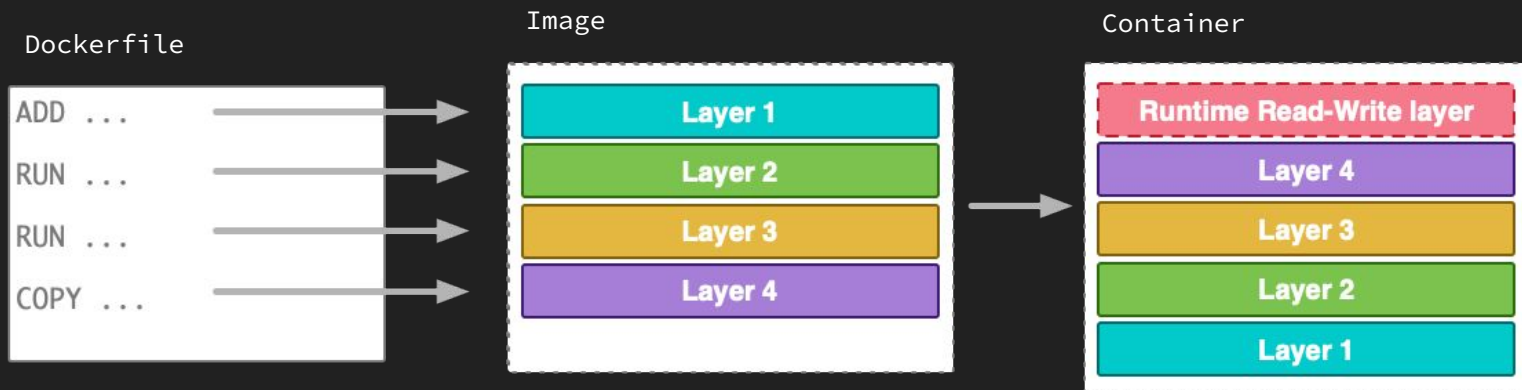 Dockerfile
ADD ...
RUN ...
RUN ...
COPY ...
Image
Layer 1
Layer 2
Layer 3
Layer 4
Container
Runtime Read-Write layer
Layer 4
Layer 3
Layer 2
Layer 1